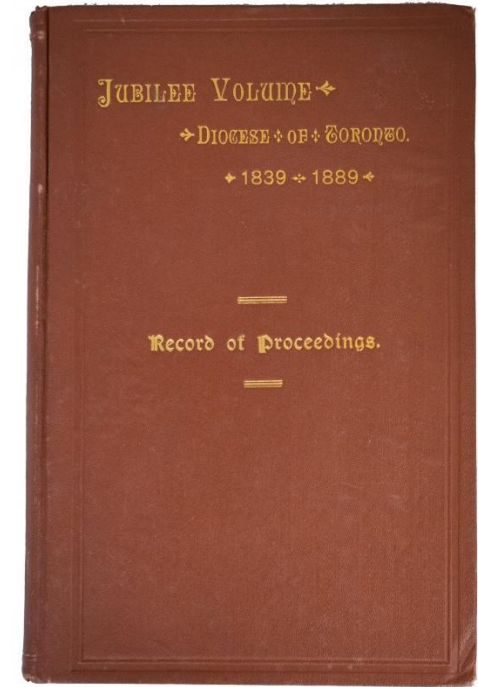 Jubilee Volume
Diocese of Toronto.
1839 1889
Record of Proceedings.